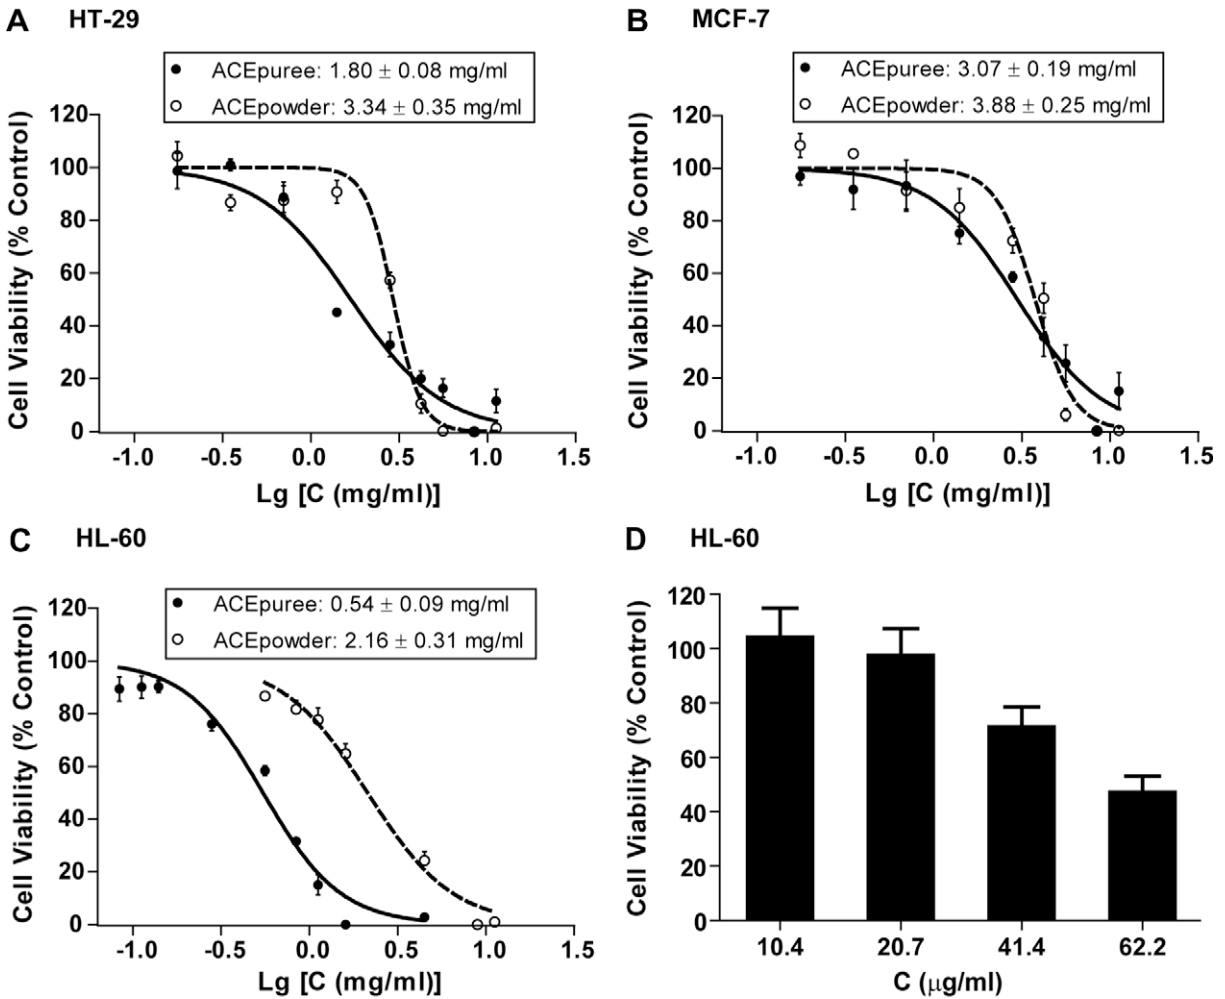 A HT-29
ACEpuree: 1.80 ± 0.08 mg/ml
ACEpowder: 3.34 ± 0.35 mg/ml
Cell Viability (% Control)
120
100
80
60
40
20
0
-1.0 -0.5 0.0 0.5 1.0 1.5
Lg [C (mg/ml)]
B MCF-7
ACEpuree: 3.07 ± 0.19 mg/ml
ACEpowder: 3.88 ± 0.25 mg/ml
Cell Viability (% Control)
120
100
80
60
40
20
0
-1.0 -0.5 0.0 0.5 1.0 1.5
Lg [C (mg/ml)]
C HL-60
ACEpuree: 0.54 ± 0.09 mg/ml
ACEpowder: 2.16 ± 0.31 mg/ml
Cell Viability (% Control)
120
100
80
60
40
20
0
-1.0 -0.5 0.0 0.5 1.0 1.5
Lg [C (mg/ml)]
D HL-60
Cell Viability (% Control)
120
100
80
60
40
20
0
10.4 20.7 41.4 62.2
C (μg/ml)